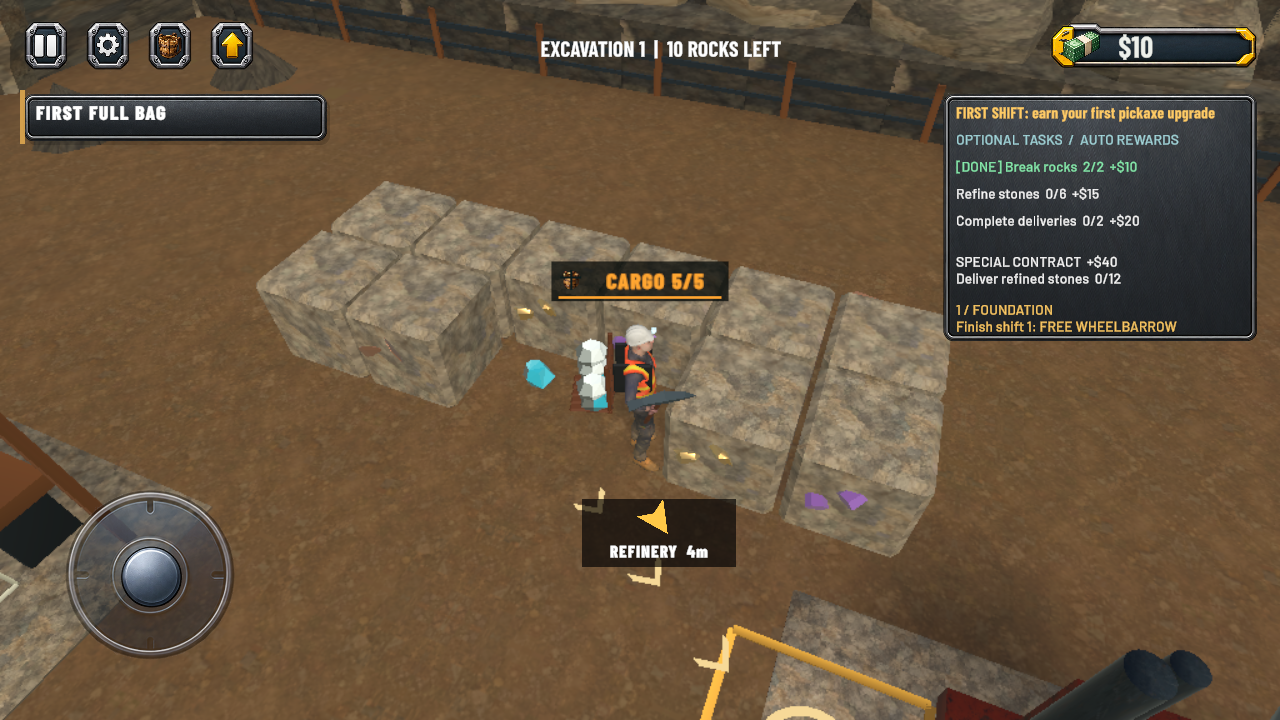 EXCAVATION 1 | 10 ROCKS LEFT
$10
FIRST FULL BAG
FIRST SHIFT: earn your first pickaxe upgrade
OPTIONAL TASKS / AUTO REWARDS
[DONE] Break rocks 2/2 +$10
Refine stones 0/6 +$15
Complete deliveries 0/2 +$20
SPECIAL CONTRACT +$40
Deliver refined stones 0/12
1 / FOUNDATION
Finish shift 1: FREE WHEELBARROW
CARGO 5/5
REFINERY 4m